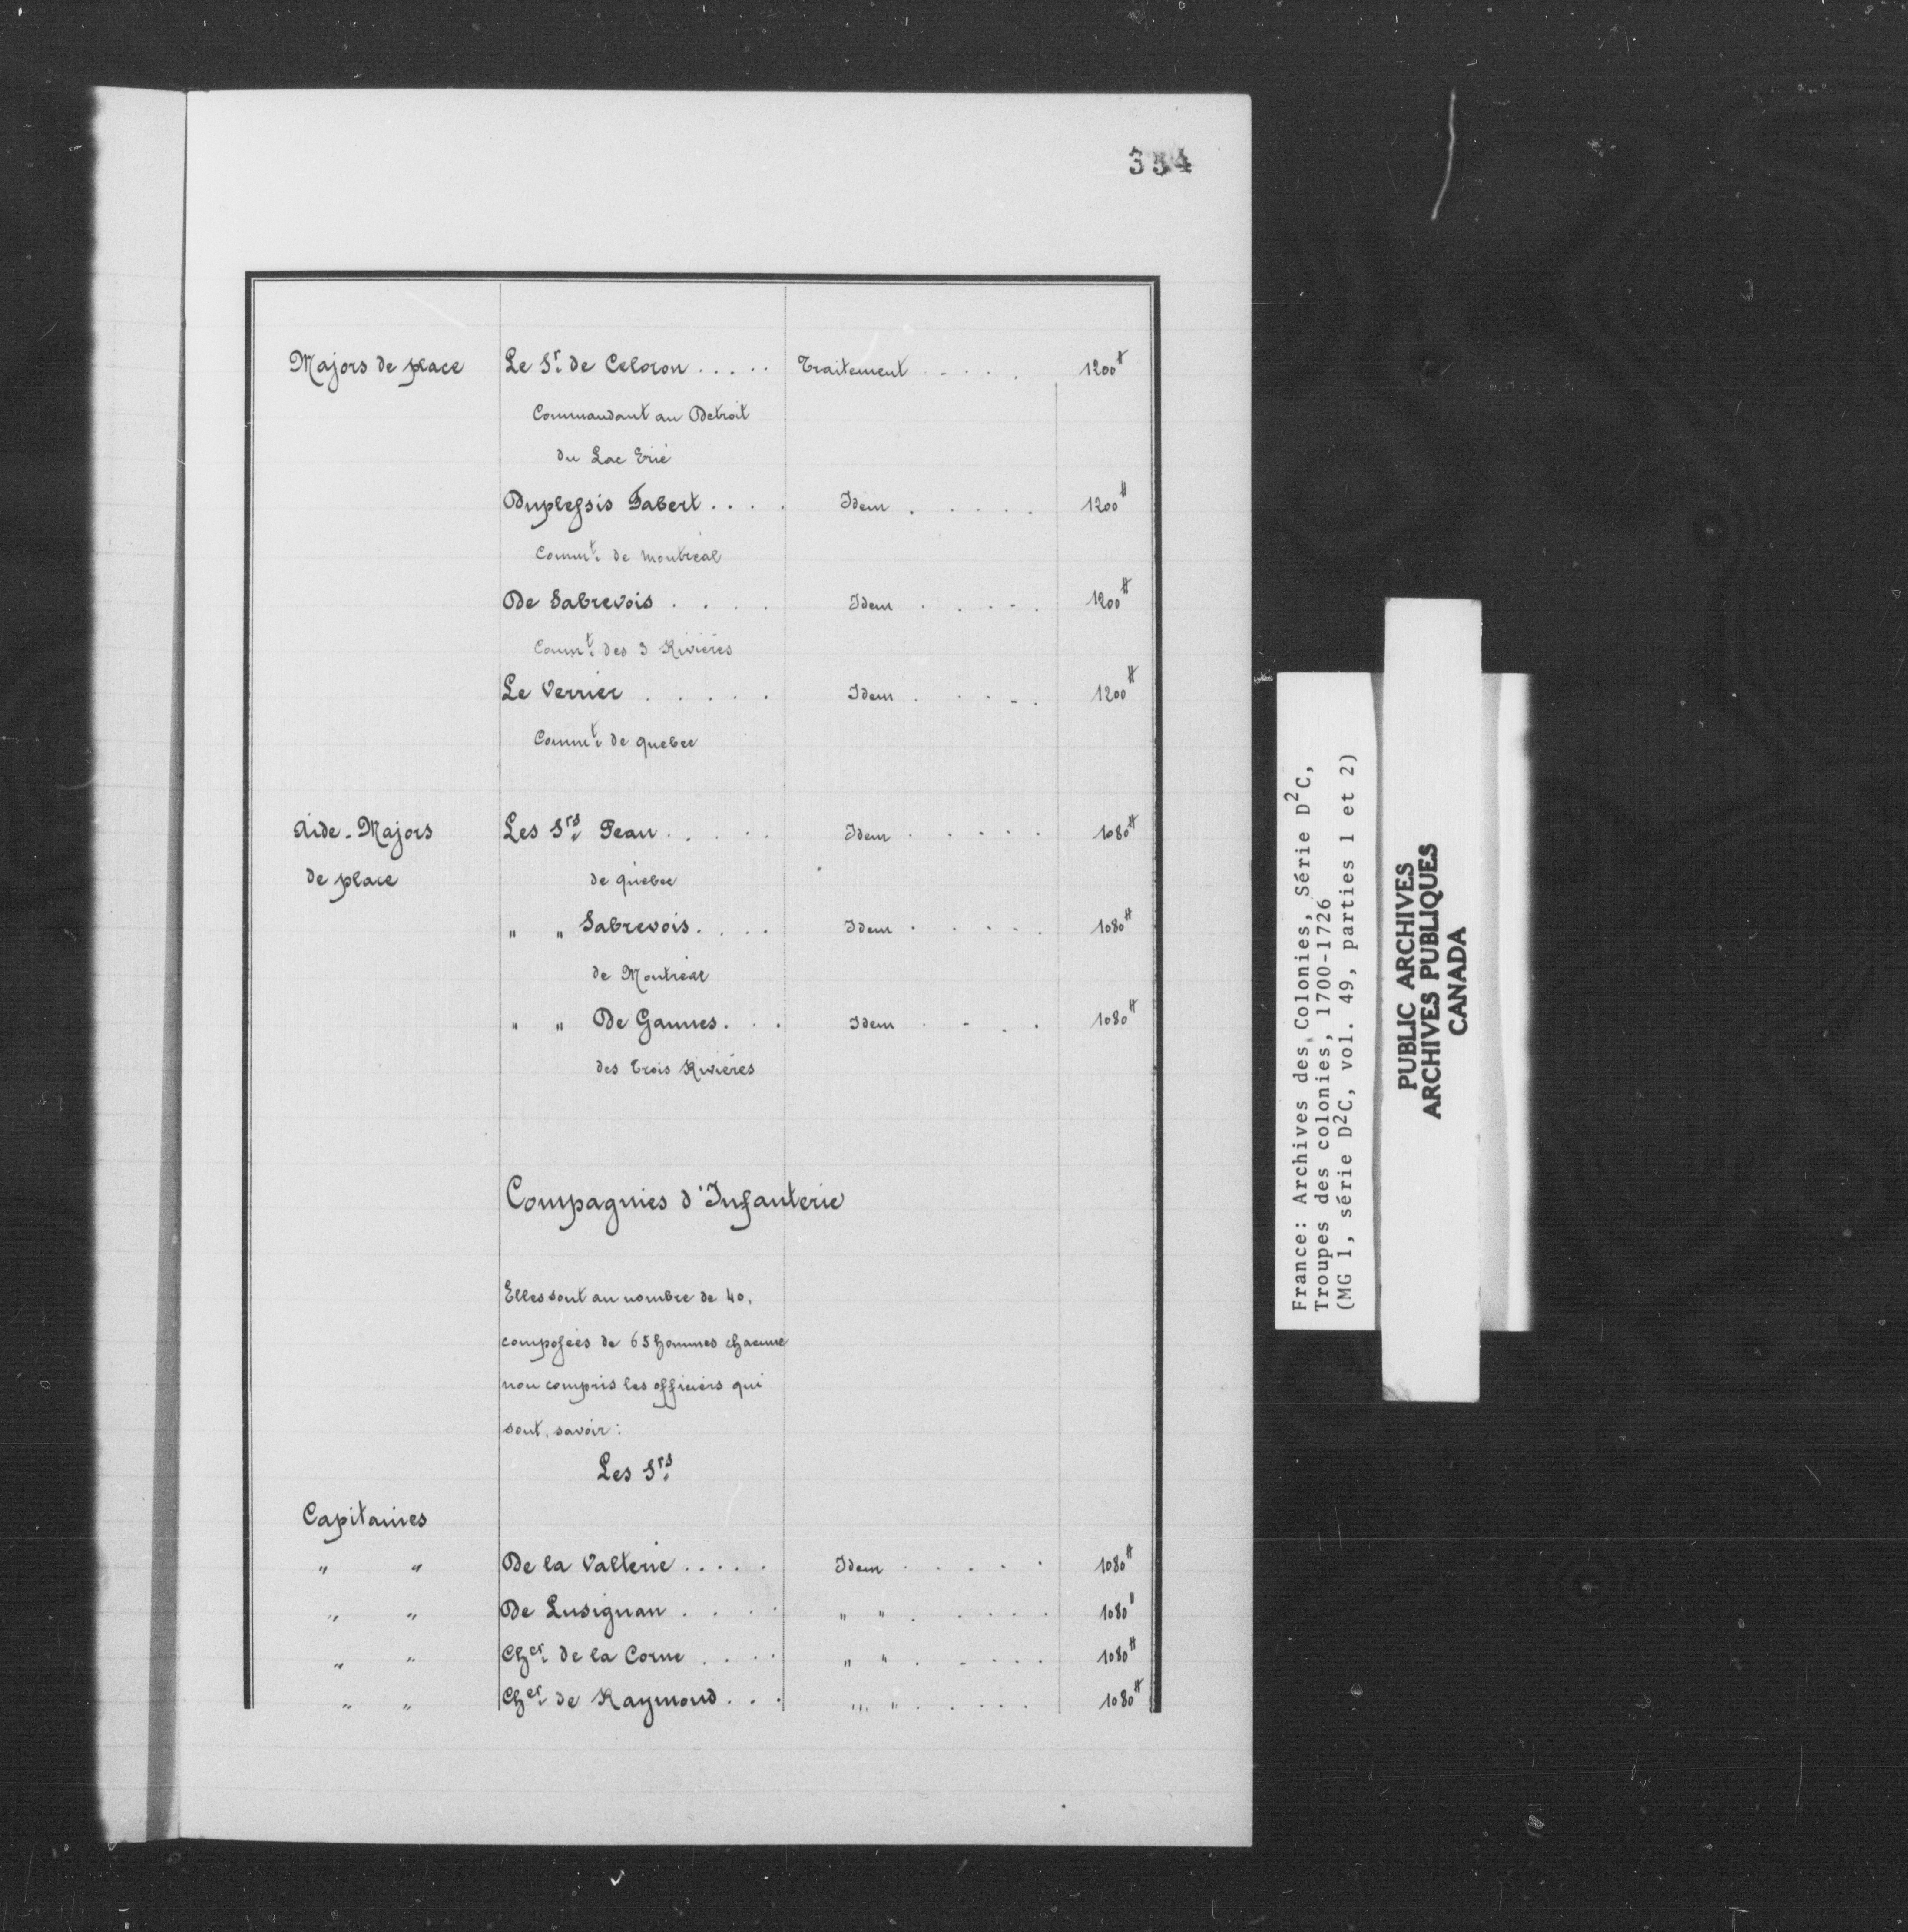 334
Majors de place Le Sr. de Celoron . . . . . Traitement . . . . 1200#
Commandant au Detroit
du Lac Erié
Duplessis Fabert . . . . Idem . . . . . 1200#
Commt. de Montreal
De Sabrevois . . . . Idem . . . . . 1200#
Commt. des 3 Riviéres
Le Verrier . . . . . Idem . . . . 1200#
Commt. de quebec
Aide-Majors Les Srs. Pean . . . . . Idem . . . . . 1080#
de place de quebec
" " Sabrevois . . . . Idem . . . . . 1080#
de Montréal
" " De Gannes . . . Idem . . . . 1080#
des trois Riviéres
Compagnies d'Infanterie
Elles sont au nombre de 40,
composées de 65 hommes chacune
non compris les officiers qui
sont, savoir:
Les Srs.
Capitaines
" " De la Valterie . . . . . Idem . . . . . 1080#
" " De Lusignan . . . . " " . . . . . 1080#
" " Cher. de la Corne . . . . " " . . . . . 1080#
" " Cher. de Raymond . . . " " . . . . . 1080#
France: Archives des Colonies, Série D2C,
Troupes des colonies, 1700-1726
(MG 1, série D2C, vol. 49, parties 1 et 2)
PUBLIC ARCHIVES
ARCHIVES PUBLIQUES
CANADA